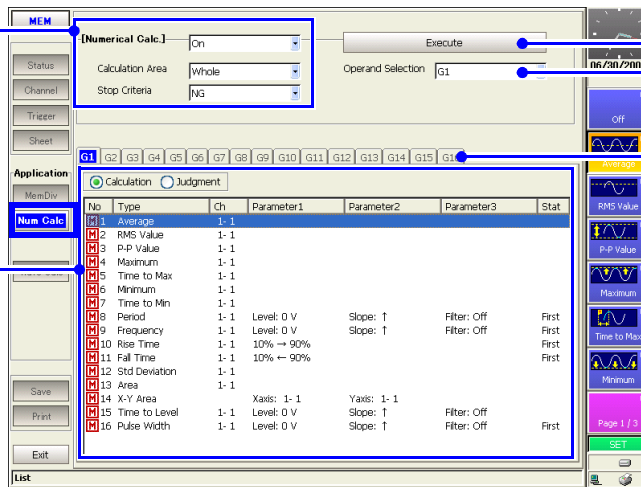 MEM
[Numerical Calc.] On
Execute
Status
Calculation Area Whole
Operand Selection G1
Stop Criteria NG
Channel
Trigger
Sheet
Off
G1 G2 G3 G4 G5 G6 G7 G8 G9 G10 G11 G12 G13 G14 G15
Average
Application
Calculation Judgment
MemDiv
Num Calc
No Type Ch Parameter1 Parameter2 Parameter3 Stat
1 Average 1- 1
M 2 RMS Value 1- 1
M 3 P-P Value 1- 1
M 4 Maximum 1- 1
M 5 Time to Max 1- 1
M 6 Minimum 1- 1
M 7 Time to Min 1- 1
M 8 Period 1- 1 Level: 0 V Slope: ↑ Filter: Off First
M 9 Frequency 1- 1 Level: 0 V Slope: ↑ Filter: Off First
M 10 Rise Time 1- 1 10% → 90% First
M 11 Fall Time 1- 1 10% ← 90% First
M 12 Std Deviation 1- 1
M 13 Area 1- 1
M 14 X-Y Area Xaxis: 1- 1 Yaxis: 1- 1
M 15 Time to Level 1- 1 Level: 0 V Slope: ↑ Filter: Off
M 16 Pulse Width 1- 1 Level: 0 V Slope: ↑ Filter: Off First
RMS Value
P-P Value
Maximum
Time to Max
Minimum
Page 1 / 3
SET
Save
Print
Exit
List